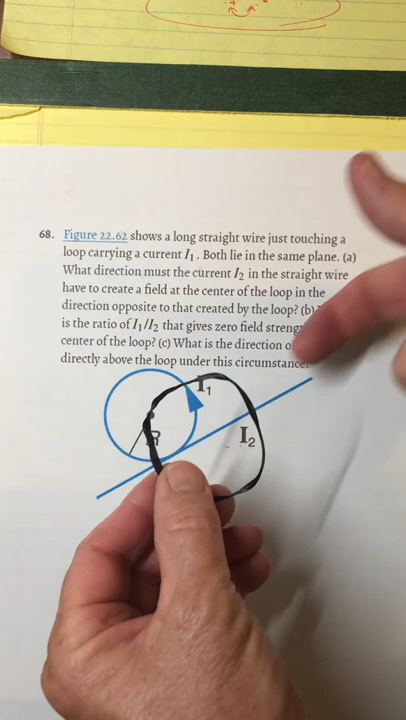 68. Figure 22.62 shows a long straight wire just touching a
loop carrying a current I₁ . Both lie in the same plane. (a)
What direction must the current I₂ in the straight wire
have to create a field at the center of the loop in the
direction opposite to that created by the loop? (b)
is the ratio of I₁/I₂ that gives zero field
center of the loop? (c) What is the direction
directly above the loop under this circumstance?
I₁
R
I₂